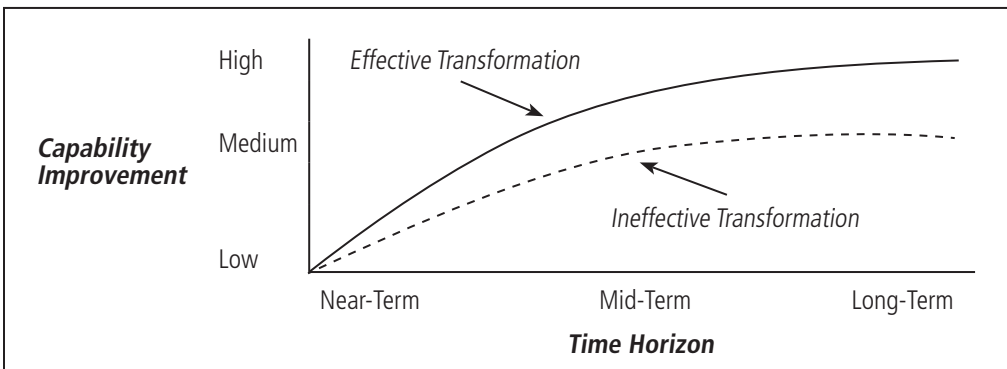 High
Effective Transformation
Medium
Capability
Improvement
Ineffective Transformation
Low
Near-Term
Mid-Term
Long-Term
Time Horizon